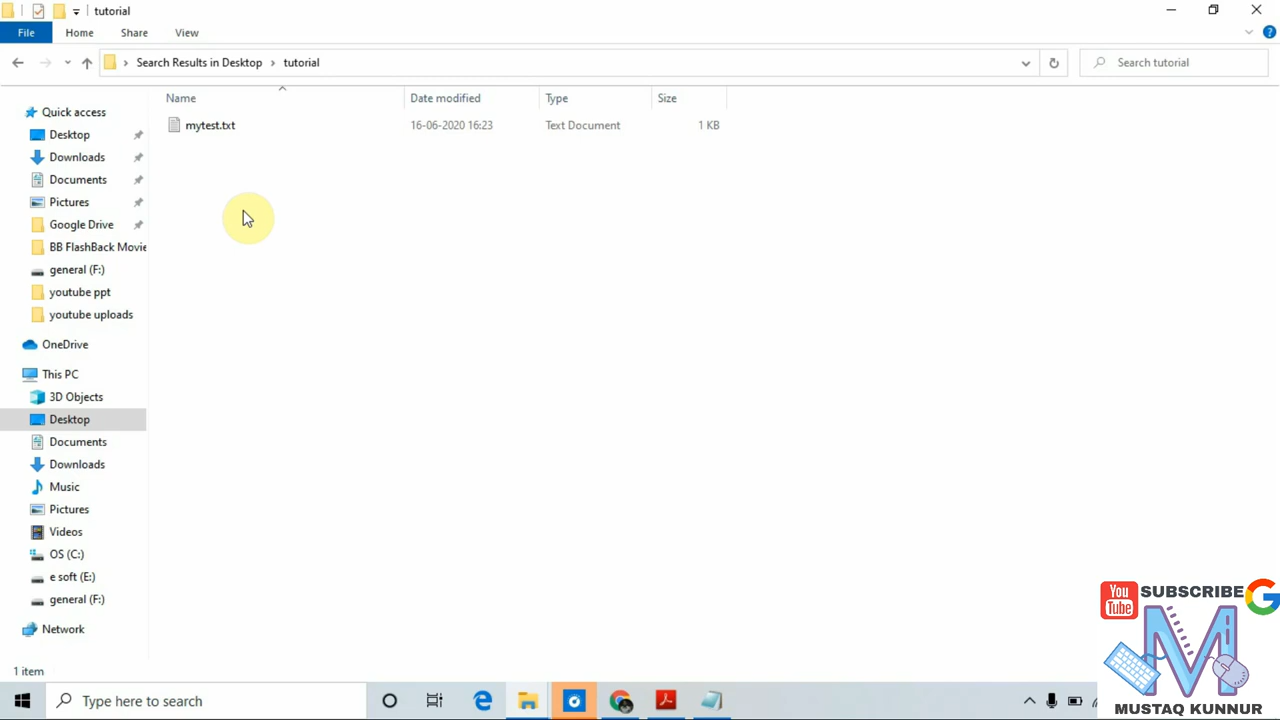 tutorial
File Home Share View
Search Results in Desktop › tutorial Search tutorial
Name Date modified Type Size
mytest.txt 16-06-2020 16:23 Text Document 1 KB
Quick access
Desktop
Downloads
Documents
Pictures
Google Drive
BB FlashBack Movie
general (F:)
youtube ppt
youtube uploads
OneDrive
This PC
3D Objects
Desktop
Documents
Downloads
Music
Pictures
Videos
OS (C:)
e soft (E:)
general (F:)
Network
1 item
Type here to search
You Tube SUBSCRIBE G
M
MUSTAQ KUNNUR